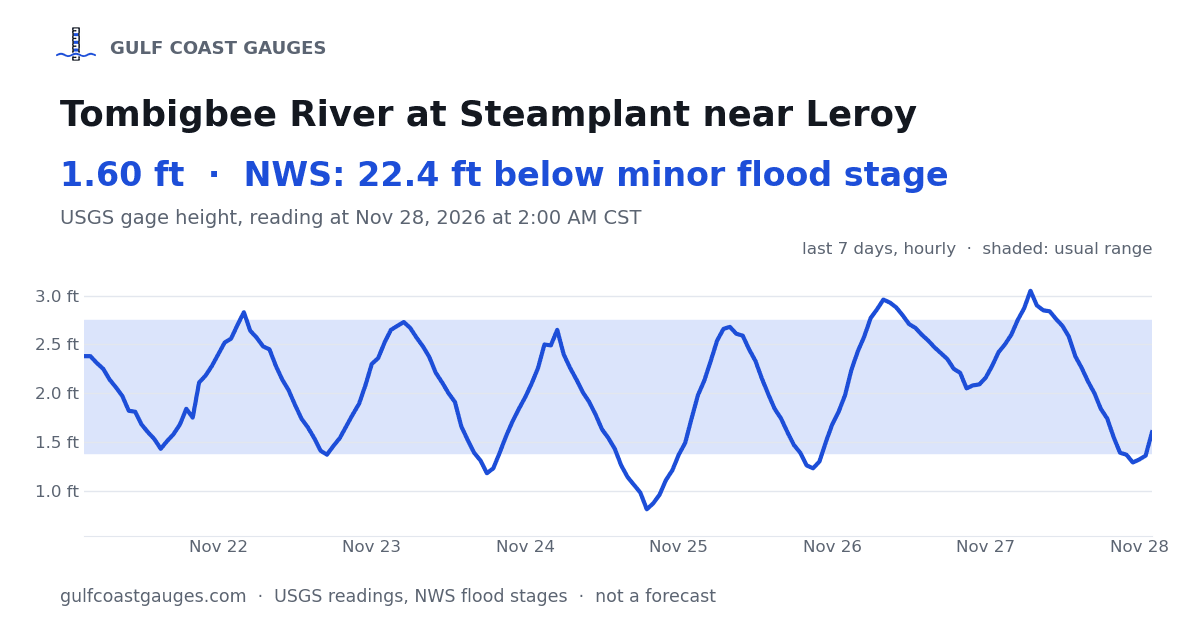 GULF COAST GAUGES
Tombigbee River at Steamplant near Leroy
1.60 ft · NWS: 22.4 ft below minor flood stage
USGS gage height, reading at Nov 28, 2026 at 2:00 AM CST
last 7 days, hourly · shaded: usual range
3.0 ft
2.5 ft
2.0 ft
1.5 ft
1.0 ft
Nov 22 Nov 23 Nov 24 Nov 25 Nov 26 Nov 27 Nov 28
gulfcoastgauges.com · USGS readings, NWS flood stages · not a forecast